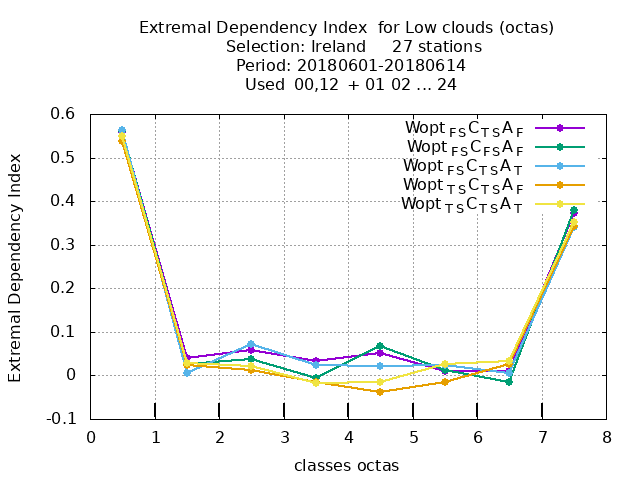 Extremal Dependency Index for Low clouds (octas)
Selection: Ireland 27 stations
Period: 20180601-20180614
Used 00,12 + 01 02 ... 24
Extremal Dependency Index
0.6
0.5
0.4
0.3
0.2
0.1
0
-0.1
Wopt FS C TS A F
Wopt FS C FS A F
Wopt FS C TS A T
Wopt TS C TS A F
Wopt TS C TS A T
0 1 2 3 4 5 6 7 8
classes octas